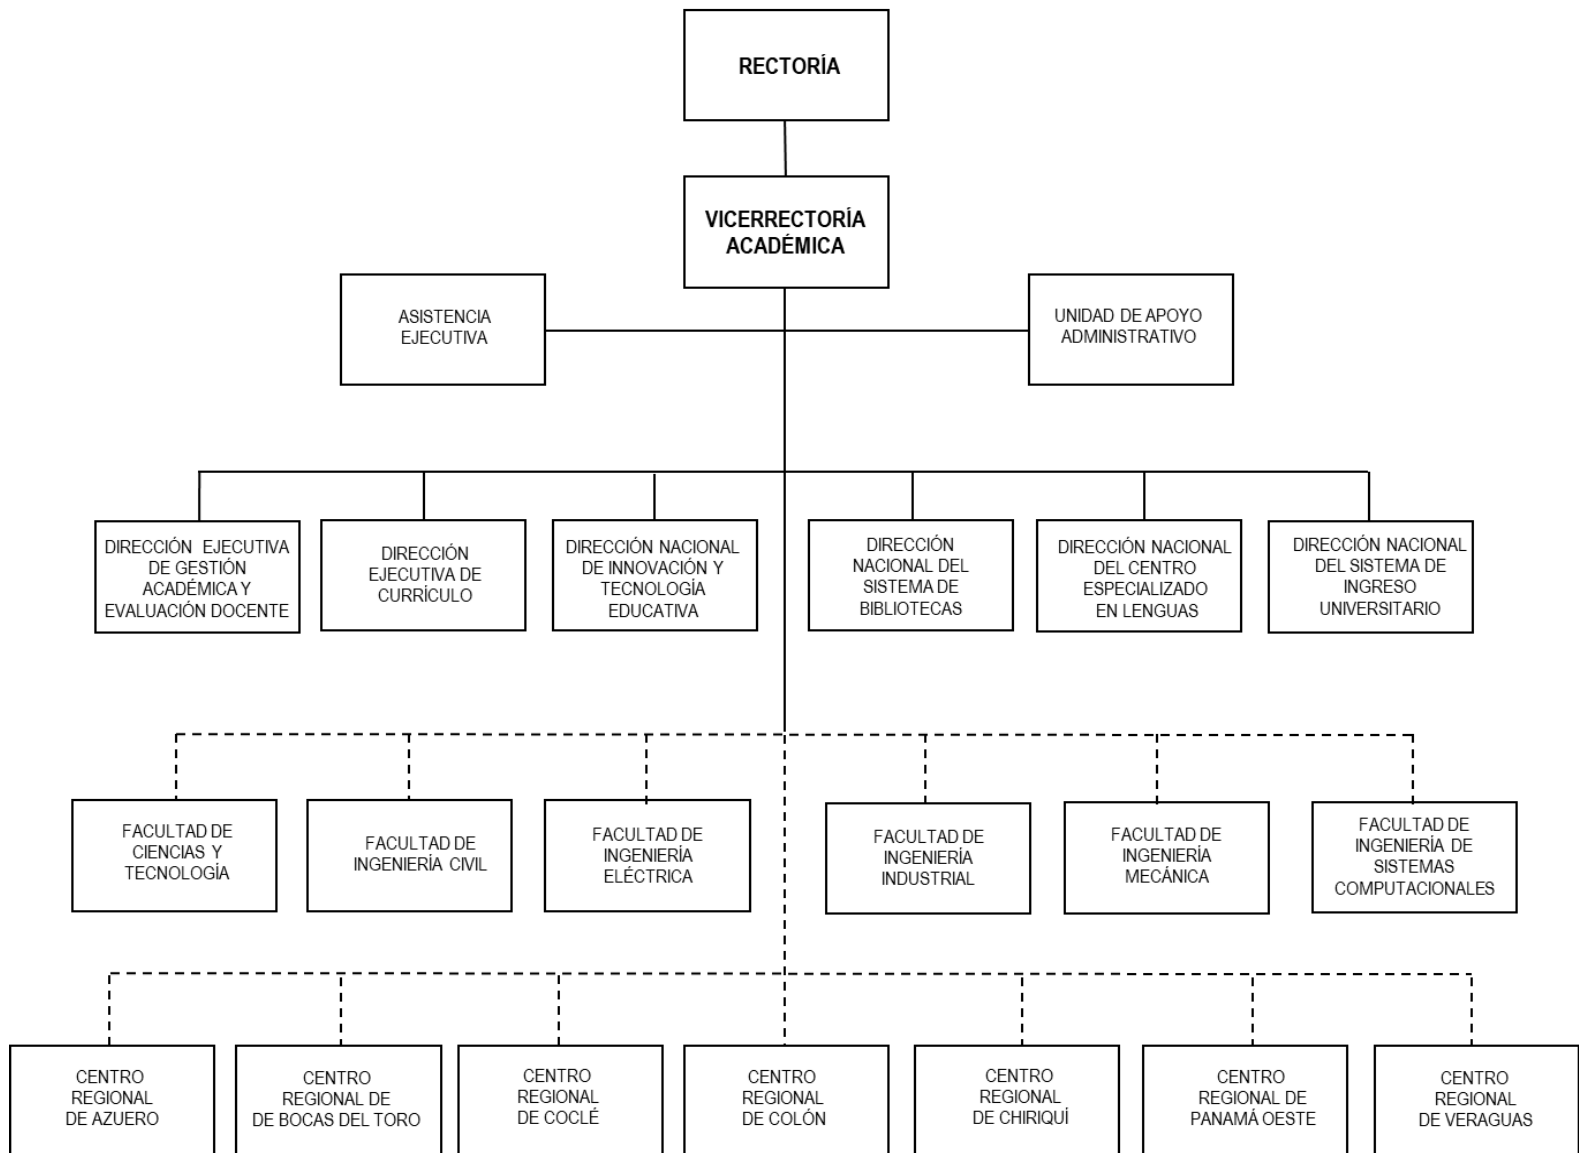 RECTORÍA
VICERRECTORÍA
ACADÉMICA
ASISTENCIA
EJECUTIVA
UNIDAD DE APOYO
ADMINISTRATIVO
DIRECCIÓN EJECUTIVA
DE GESTIÓN
ACADÉMICA Y
EVALUACIÓN DOCENTE
DIRECCIÓN
EJECUTIVA DE
CURRÍCULO
DIRECCIÓN NACIONAL
DE INNOVACIÓN Y
TECNOLOGÍA
EDUCATIVA
DIRECCIÓN
NACIONAL DEL
SISTEMA DE
BIBLIOTECAS
DIRECCIÓN NACIONAL
DEL CENTRO
ESPECIALIZADO
EN LENGUAS
DIRECCIÓN NACIONAL
DEL SISTEMA DE
INGRESO
UNIVERSITARIO
FACULTAD DE
CIENCIAS Y
TECNOLOGÍA
FACULTAD DE
INGENIERÍA CIVIL
FACULTAD DE
INGENIERÍA
ELÉCTRICA
FACULTAD DE
INGENIERÍA
INDUSTRIAL
FACULTAD DE
INGENIERÍA
MECÁNICA
FACULTAD DE
INGENIERÍA DE
SISTEMAS
COMPUTACIONALES
CENTRO
REGIONAL
DE AZUERO
CENTRO
REGIONAL DE
DE BOCAS DEL TORO
CENTRO
REGIONAL
DE COCLÉ
CENTRO
REGIONAL
DE COLÓN
CENTRO
REGIONAL
DE CHIRIQUÍ
CENTRO
REGIONAL DE
PANAMÁ OESTE
CENTRO
REGIONAL
DE VERAGUAS